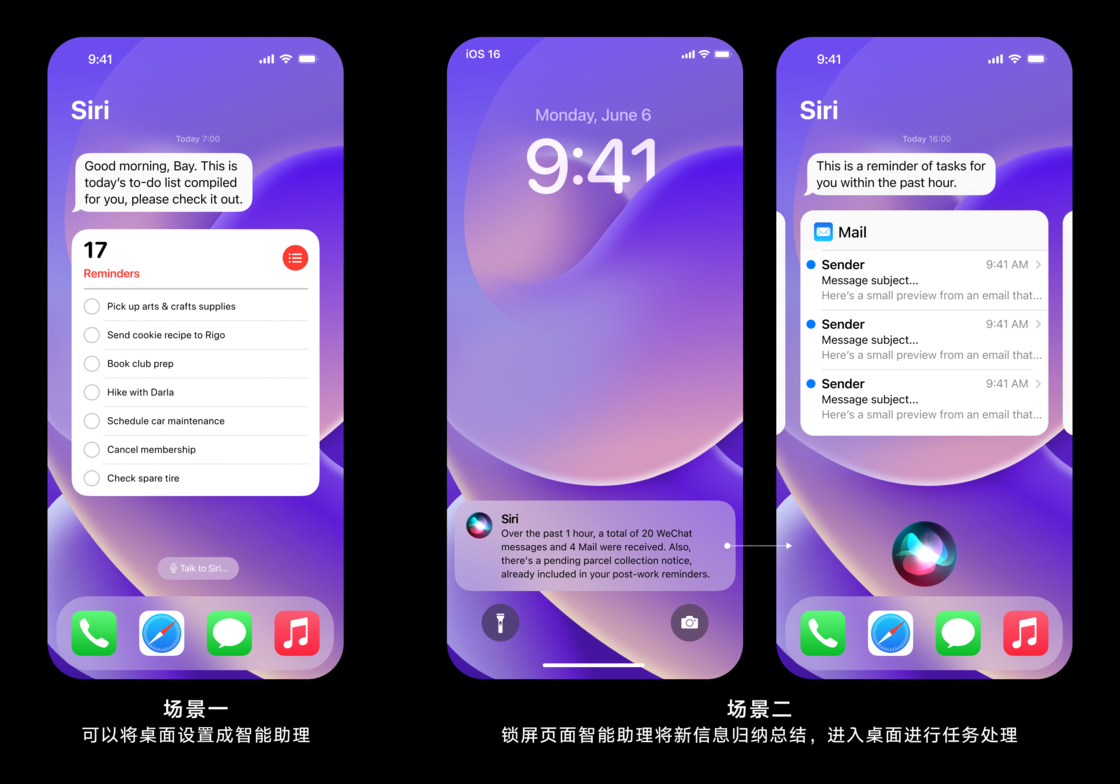 9:41
Siri
Today 7:00
Good morning, Bay. This is
today's to-do list compiled
for you, please check it out.
17
Reminders
Pick up arts & crafts supplies
Send cookie recipe to Rigo
Book club prep
Hike with Darla
Schedule car maintenance
Cancel membership
Check spare tire
Talk to Siri...
场景一
可以将桌面设置成智能助理
iOS 16
Monday, June 6
9:41
Siri
Over the past 1 hour, a total of 20 WeChat
messages and 4 Mail were received. Also,
there's a pending parcel collection notice,
already included in your post-work reminders.
9:41
Siri
Today 16:00
This is a reminder of tasks for
you within the past hour.
Mail
Sender 9:41 AM
Message subject...
Here's a small preview from an email that...
Sender 9:41 AM
Message subject...
Here's a small preview from an email that...
Sender 9:41 AM
Message subject...
Here's a small preview from an email that...
场景二
锁屏页面智能助理将新信息归纳总结，进入桌面进行任务处理